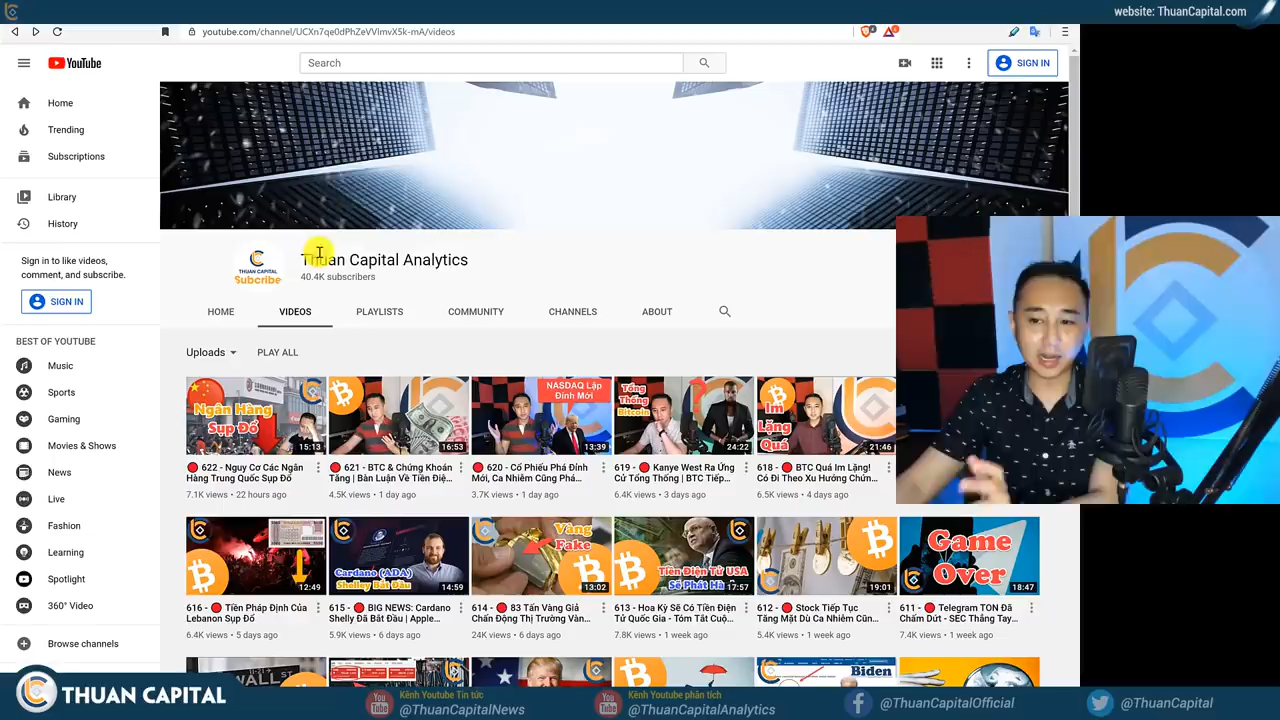 website: ThuanCapital.com
youtube.com/channel/UCXn7qe0dPhZeVVlmvX5k-mA/videos
YouTube
Search
SIGN IN
Home
Trending
Subscriptions
Library
History
Sign in to like videos,
comment, and subscribe.
SIGN IN
BEST OF YOUTUBE
Music
Sports
Gaming
Movies & Shows
News
Live
Fashion
Learning
Spotlight
360° Video
Browse channels
THUAN CAPITAL
Subcribe
Thuan Capital Analytics
40.4K subscribers
HOME
VIDEOS
PLAYLISTS
COMMUNITY
CHANNELS
ABOUT
Uploads
PLAY ALL
Ngân Hàng
Sụp Đổ
15:13
16:53
NASDAQ Lập
Đỉnh Mới
13:39
Tổng
Thống
Bitcoin
24:22
Im
Lặng
Quá
21:46
622 - Nguy Cơ Các Ngân
Hàng Trung Quốc Sụp Đổ
7.1K views • 22 hours ago
621 - BTC & Chứng Khoán
Tăng | Bàn Luận Về Tiền Điệ...
4.5K views • 1 day ago
620 - Cổ Phiếu Phá Đỉnh
Mới, Ca Nhiễm Cũng Phá...
3.7K views • 1 day ago
619 - Kanye West Ra Ứng
Cử Tổng Thống | BTC Tiếp...
6.4K views • 3 days ago
618 - BTC Quá Im Lặng!
Có Đi Theo Xu Hướng Chứn...
6.5K views • 4 days ago
12:49
Cardano (ADA)
Shelley Bắt Đầu
14:59
Vàng
Fake
13:02
Tiền Điện Tử USA
Sẽ Phát Hà
17:57
19:01
Game
Over
18:47
616 - Tiền Pháp Định Của
Lebanon Sụp Đổ
6.4K views • 5 days ago
615 - BIG NEWS: Cardano
Shelly Đã Bắt Đầu | Apple...
5.9K views • 6 days ago
614 - 83 Tấn Vàng Giả
Chấn Động Thị Trường Vàn...
24K views • 6 days ago
613 - Hoa Kỳ Sẽ Có Tiền Điện
Tử Quốc Gia - Tóm Tắt Cuộ...
7.8K views • 1 week ago
612 - Stock Tiếp Tục
Tăng Mặt Dù Ca Nhiễm Cũn...
5.4K views • 1 week ago
611 - Telegram TON Đã
Chấm Dứt - SEC Thắng Tay...
7.4K views • 1 week ago
WALL ST
Biden
THUAN CAPITAL
Kênh Youtube Tin tức
@ThuanCapitalNews
Kênh Youtube phân tích
@ThuanCapitalAnalytics
@ThuanCapitalOfficial
@ThuanCapital